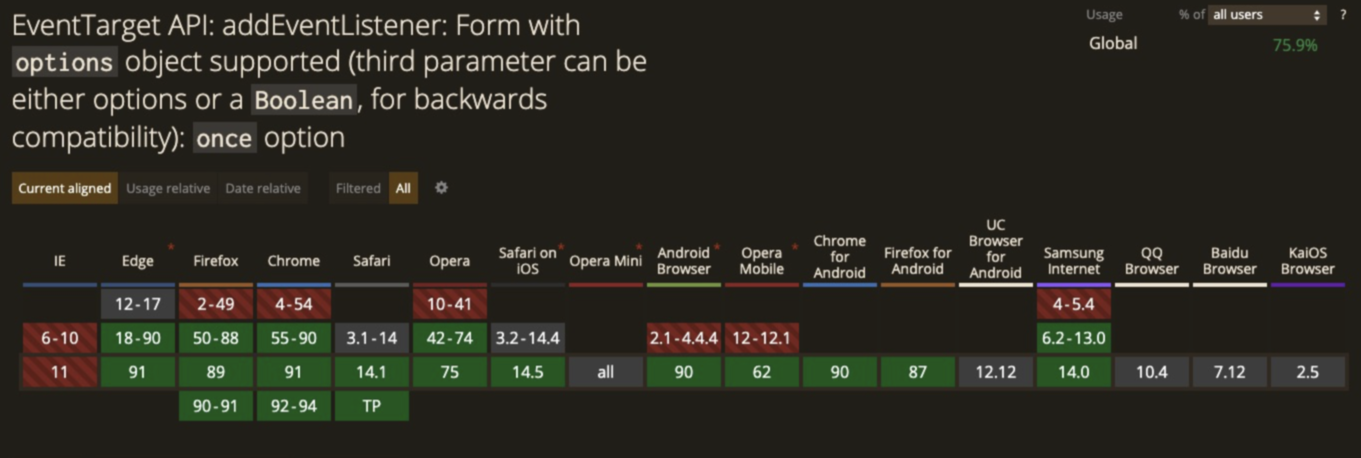 EventTarget API: addEventListener: Form with
options object supported (third parameter can be
either options or a Boolean, for backwards
compatibility): once option
Usage % of all users ?
Global 75.9%
Current aligned Usage relative Date relative Filtered All
IE Edge * Firefox Chrome Safari Opera Safari on iOS * Opera Mini * Android Browser * Opera Mobile * Chrome for Android Firefox for Android UC Browser for Android Samsung Internet QQ Browser Baidu Browser KaiOS Browser
12-17 2-49 4-54 10-41 4-5.4
6-10 18-90 50-88 55-90 3.1-14 42-74 3.2-14.4 2.1-4.4.4 12-12.1 6.2-13.0
11 91 89 91 14.1 75 14.5 all 90 62 90 87 12.12 14.0 10.4 7.12 2.5
90-91 92-94 TP